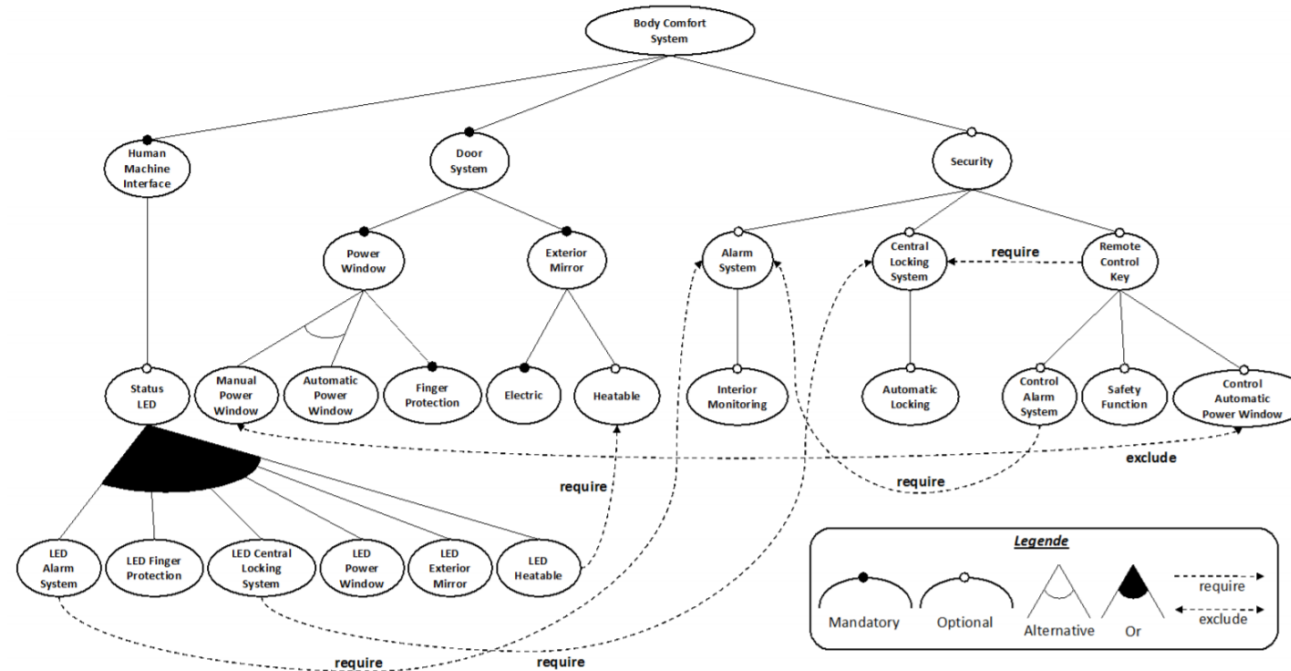 Body Comfort
System
Human
Machine
Interface
Door
System
Security
Power
Window
Exterior
Mirror
Alarm
System
Central
Locking
System
require
Remote
Control
Key
Status
LED
Manual
Power
Window
Automatic
Power
Window
Finger
Protection
Electric
Heatable
Interior
Monitoring
Automatic
Locking
Control
Alarm
System
Safety
Function
Control
Automatic
Power Window
exclude
require
require
LED
Alarm
System
LED Finger
Protection
LED Central
Locking
System
LED
Power
Window
LED
Exterior
Mirror
LED
Heatable
require
require
Legende
Mandatory
Optional
Alternative
Or
require
exclude